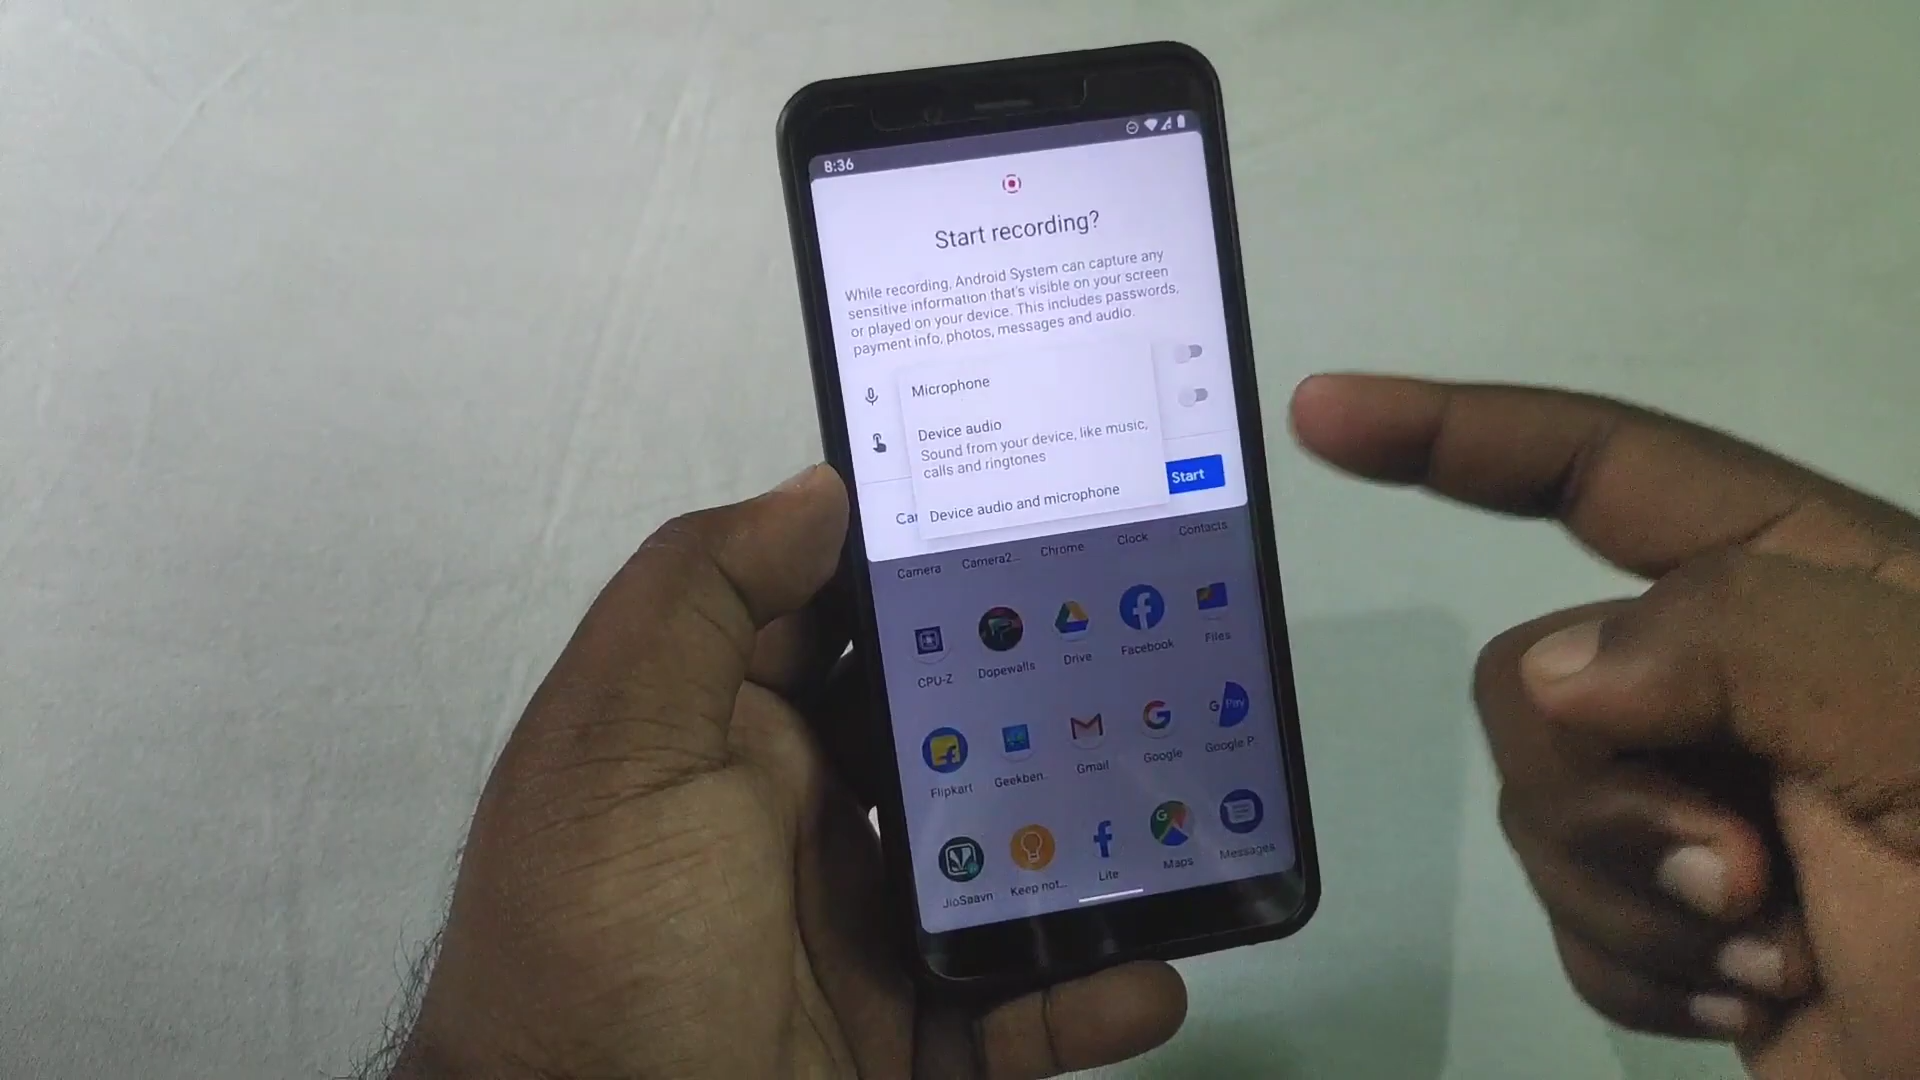 8:36
Start recording?
While recording, Android System can capture any
sensitive information that's visible on your screen
or played on your device. This includes passwords,
payment info, photos, messages and audio.
Microphone
Device audio
Sound from your device, like music,
calls and ringtones
Device audio and microphone
Start
Camera
Camera2...
Chrome
Clock
Contacts
CPU-Z
Dopewalls
Drive
Facebook
Files
G Pay
Flipkart
Geekben...
Gmail
Google
Google P...
JioSaavn
Keep not...
Lite
Maps
Messages